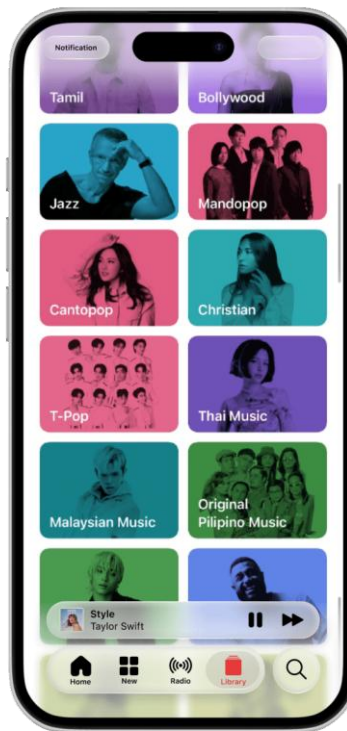 Notification
Tamil
Bollywood
Jazz
Mandopop
Cantopop
Christian
T-Pop
Thai Music
Malaysian Music
Original
Pilipino Music
Style
Taylor Swift
Home
New
Radio
Library